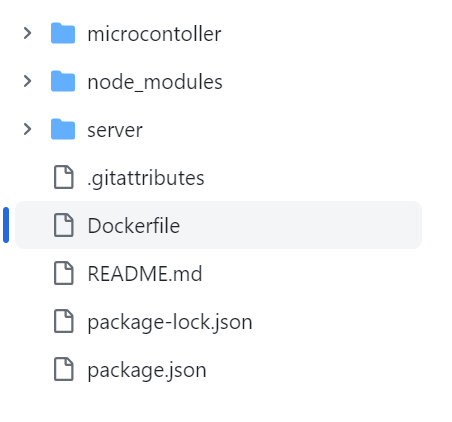 microcontoller
node_modules
server
.gitattributes
Dockerfile
README.md
package-lock.json
package.json